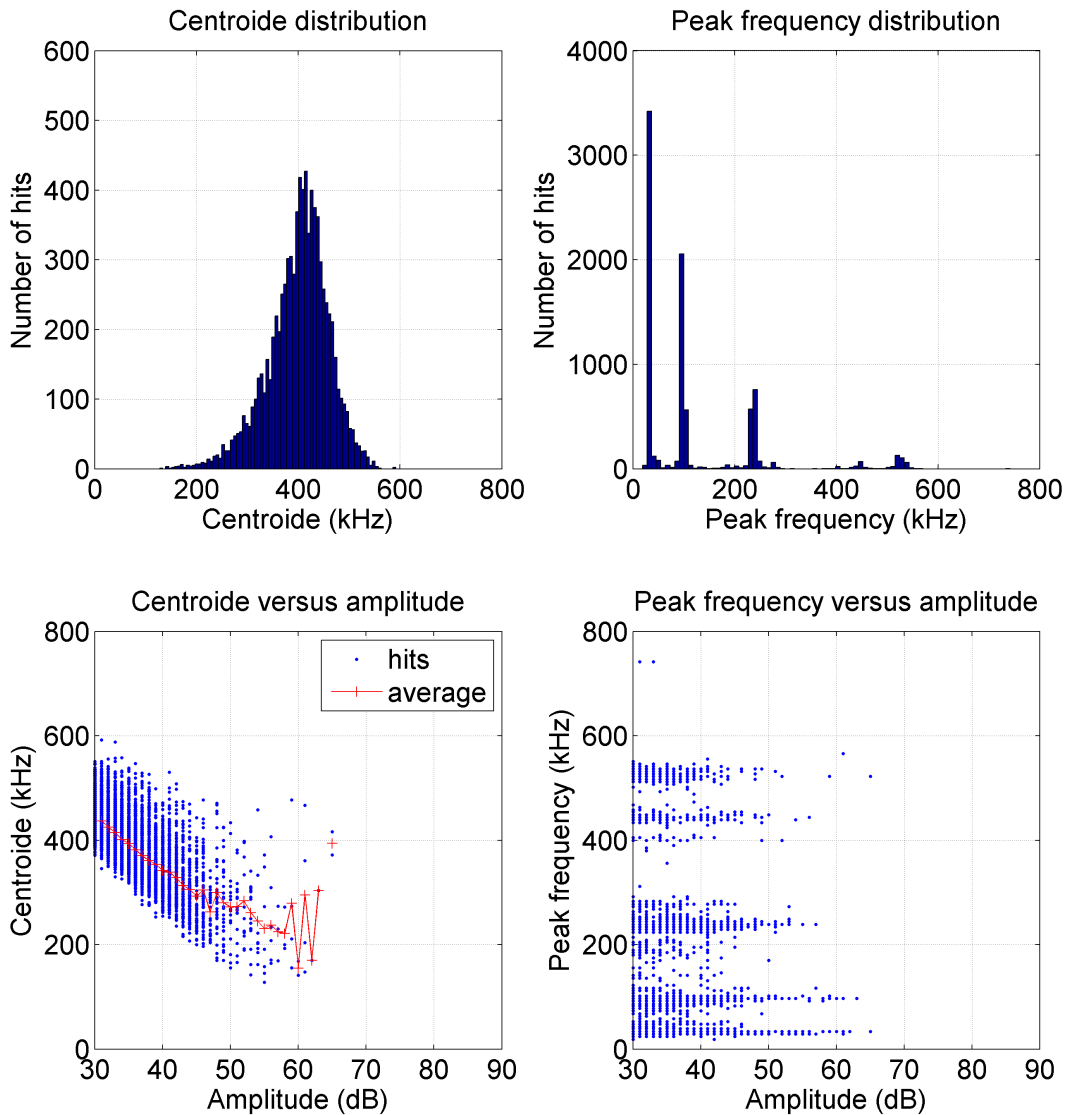 Centroide distribution
600
500
400
300
200
100
0
0 200 400 600 800
Number of hits
Centroide (kHz)
Peak frequency distribution
4000
3000
2000
1000
0
0 200 400 600 800
Number of hits
Peak frequency (kHz)
Centroide versus amplitude
hits
average
800
600
400
200
0
30 40 50 60 70 80 90
Centroide (kHz)
Amplitude (dB)
Peak frequency versus amplitude
800
600
400
200
0
30 40 50 60 70 80 90
Peak frequency (kHz)
Amplitude (dB)